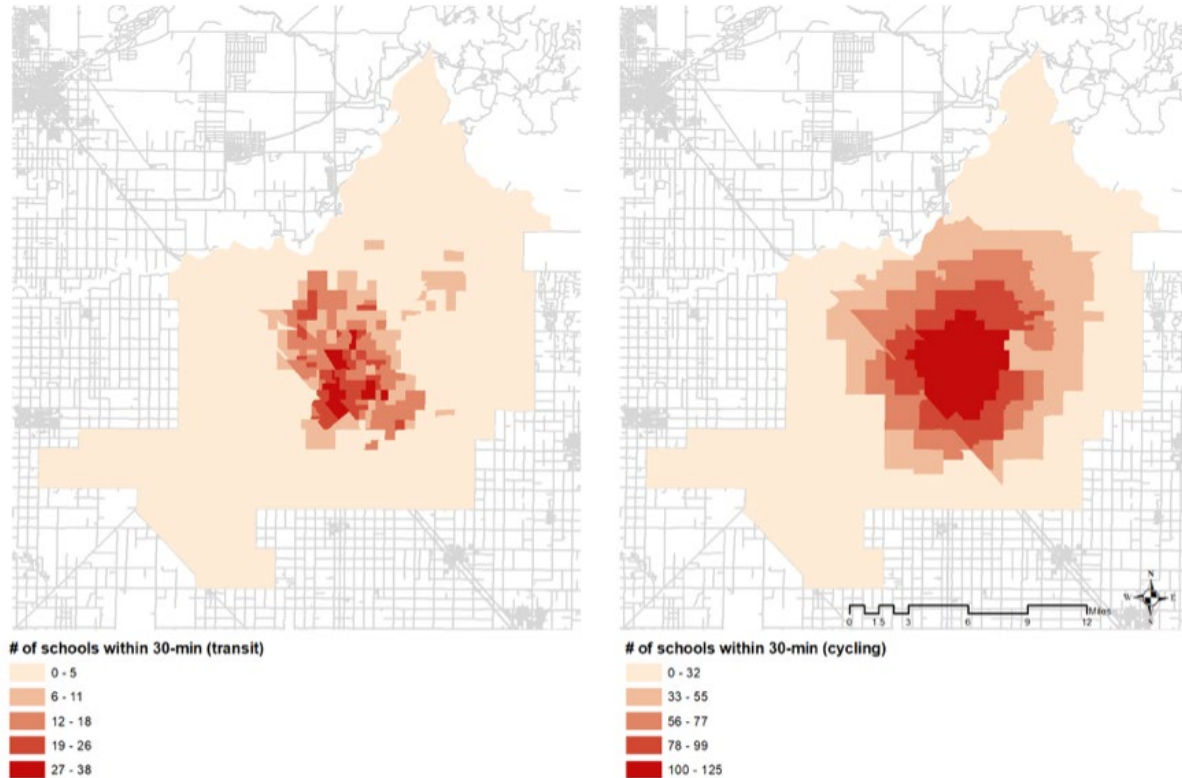 N
W E
S
Miles
0 1.5 3 6 9 12
# of schools within 30-min (transit)
0 - 5
6 - 11
12 - 18
19 - 26
27 - 38
# of schools within 30-min (cycling)
0 - 32
33 - 55
56 - 77
78 - 99
100 - 125